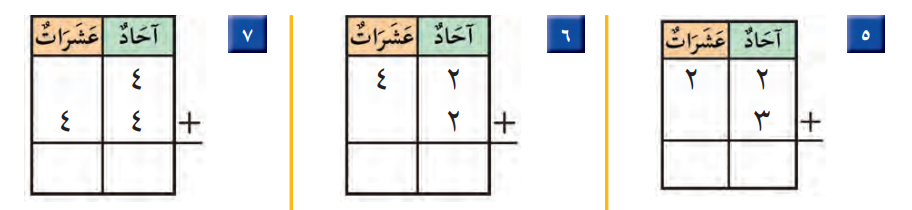 ٥
آحَادٌ عَشَرَاتٌ
٢ ٢
+ ٣
٦
آحَادٌ عَشَرَاتٌ
٢ ٤
+ ٢
٧
آحَادٌ عَشَرَاتٌ
٤
+ ٤ ٤